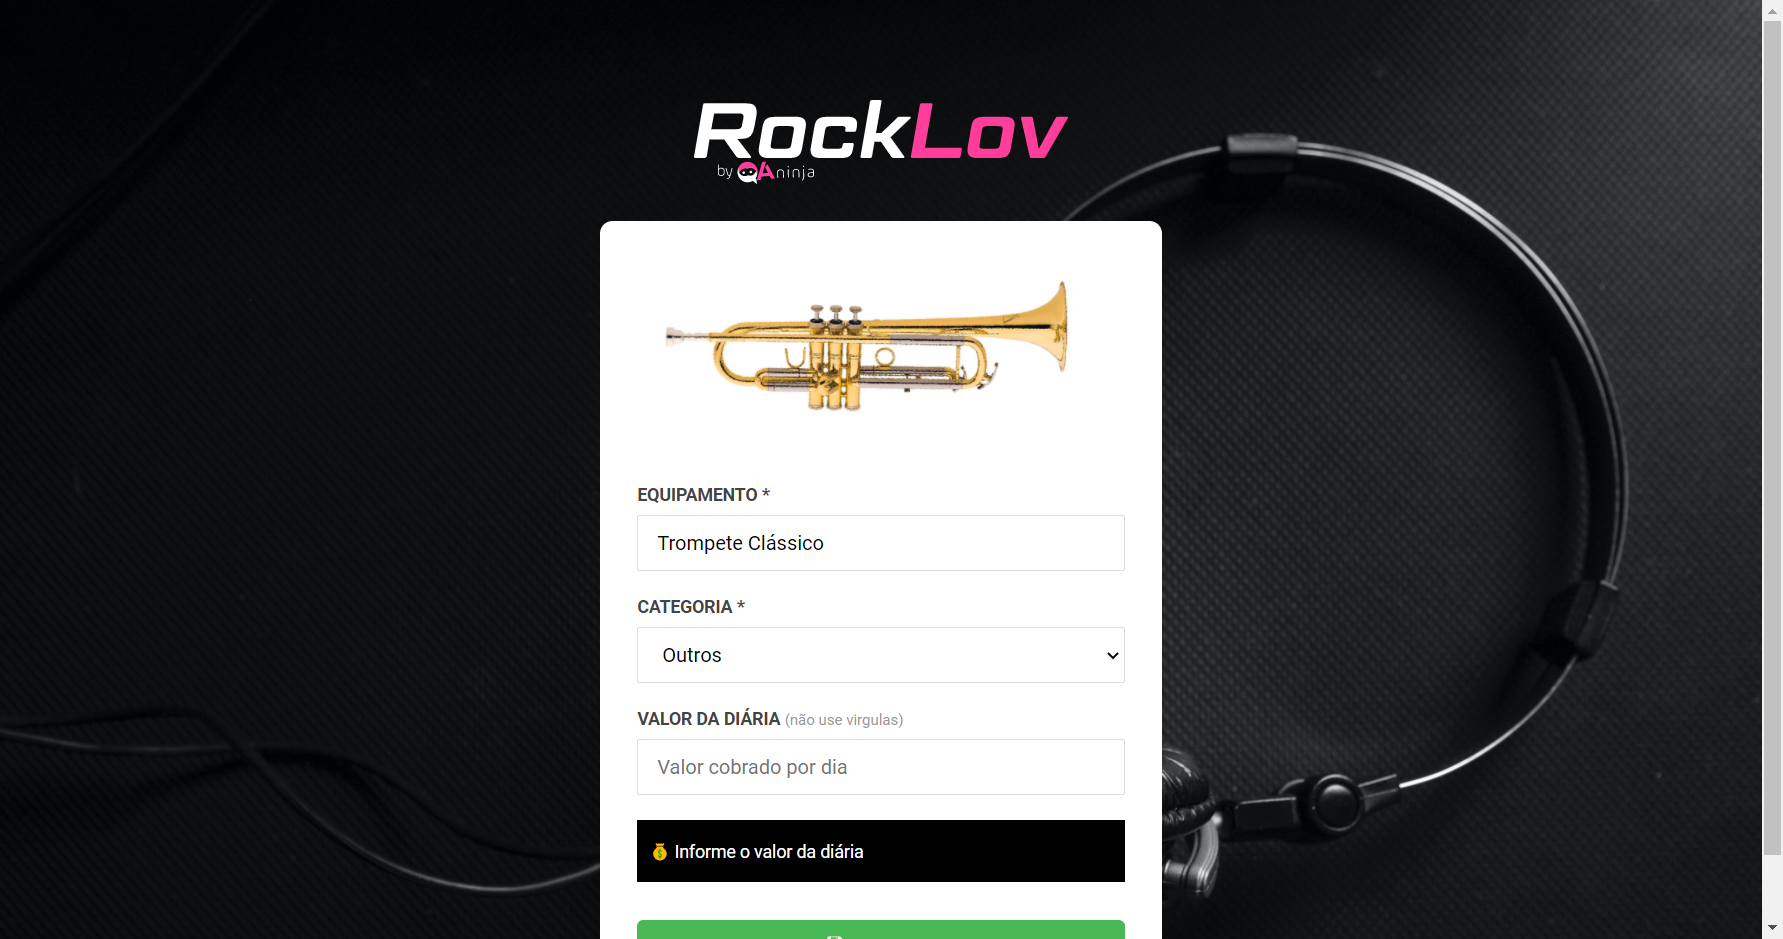 RockLov
by QAninja
EQUIPAMENTO *
Trompete Clássico
CATEGORIA *
Outros
VALOR DA DIÁRIA (não use virgulas)
Valor cobrado por dia
Informe o valor da diária